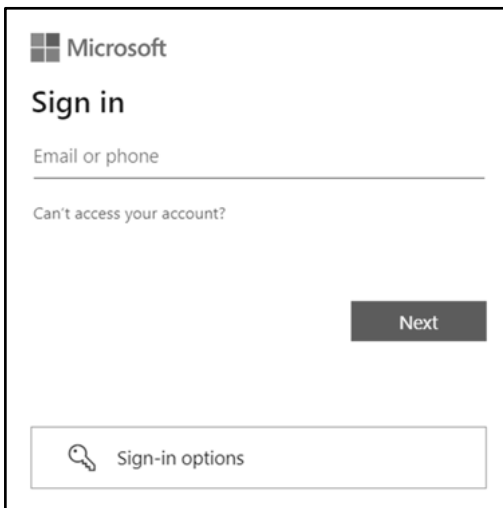 Microsoft
Sign in
Email or phone
Can't access your account?
Next
Sign-in options